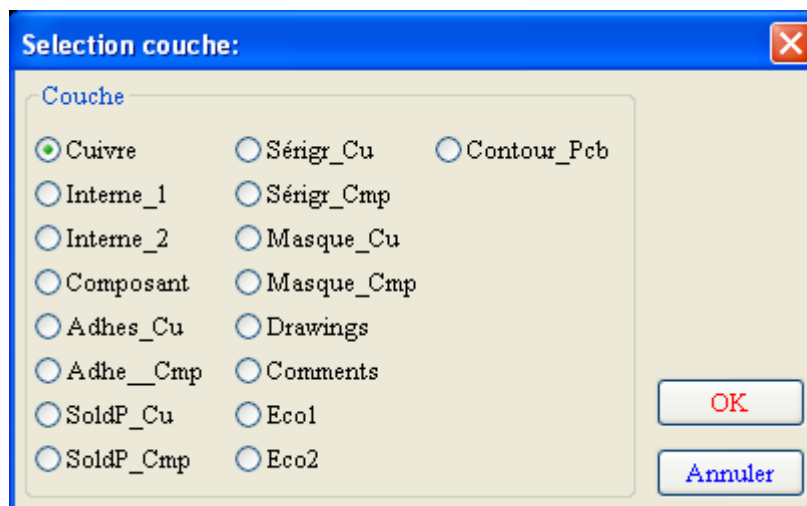 Selection couche:
Couche
Cuivre Sérigr_Cu Contour_Pcb
Interne_1 Sérigr_Cmp
Interne_2 Masque_Cu
Composant Masque_Cmp
Adhes_Cu Drawings
Adhe__Cmp Comments
SoldP_Cu Eco1
SoldP_Cmp Eco2
OK
Annuler